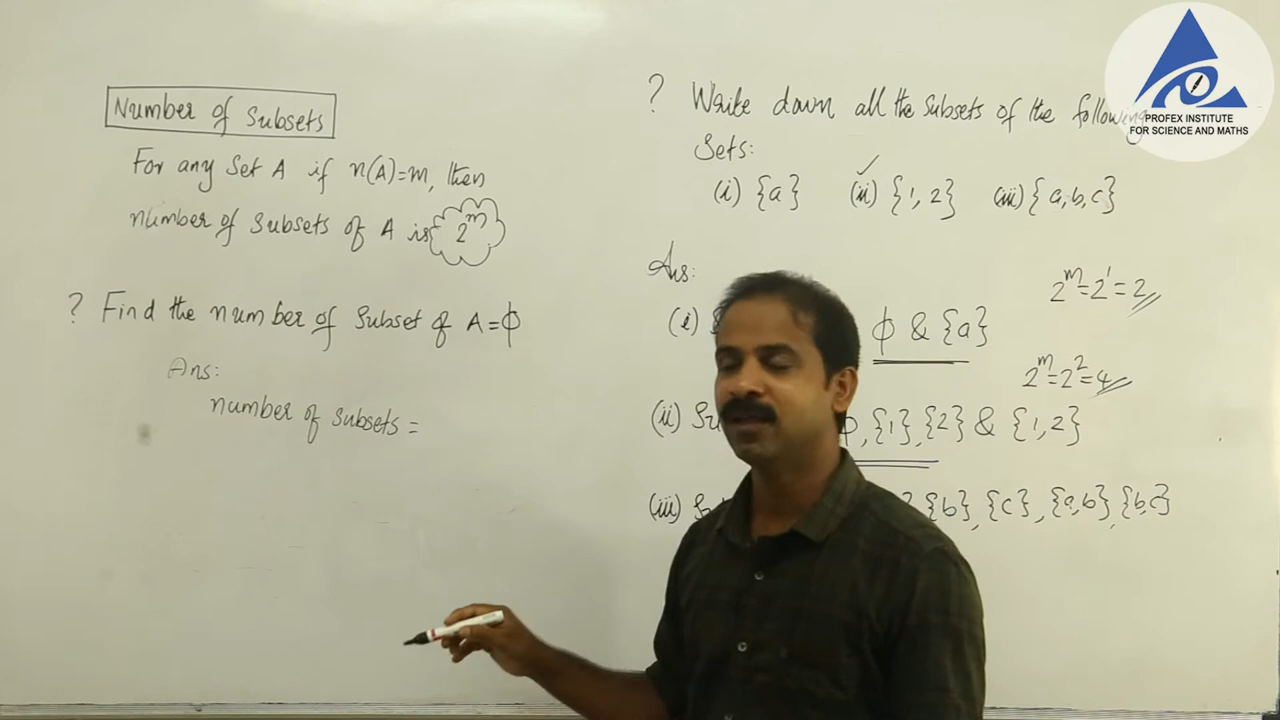 Number of Subsets
For any Set A if n(A)=m, then
number of Subsets of A is 2^m
? Find the number of Subset of A=ϕ
Ans:
number of subsets =
? Write down all the Subsets of the following
Sets:
(i) {a} (ii) {1,2} (iii) {a,b,c}
Ans:
2^m=2^1=2
(i) ϕ & {a}
2^m=2^2=4
(ii) ϕ,{1},{2} & {1,2}
(iii) {b},{c},{a,b},{b,c}
PROFEX INSTITUTE
FOR SCIENCE AND MATHS